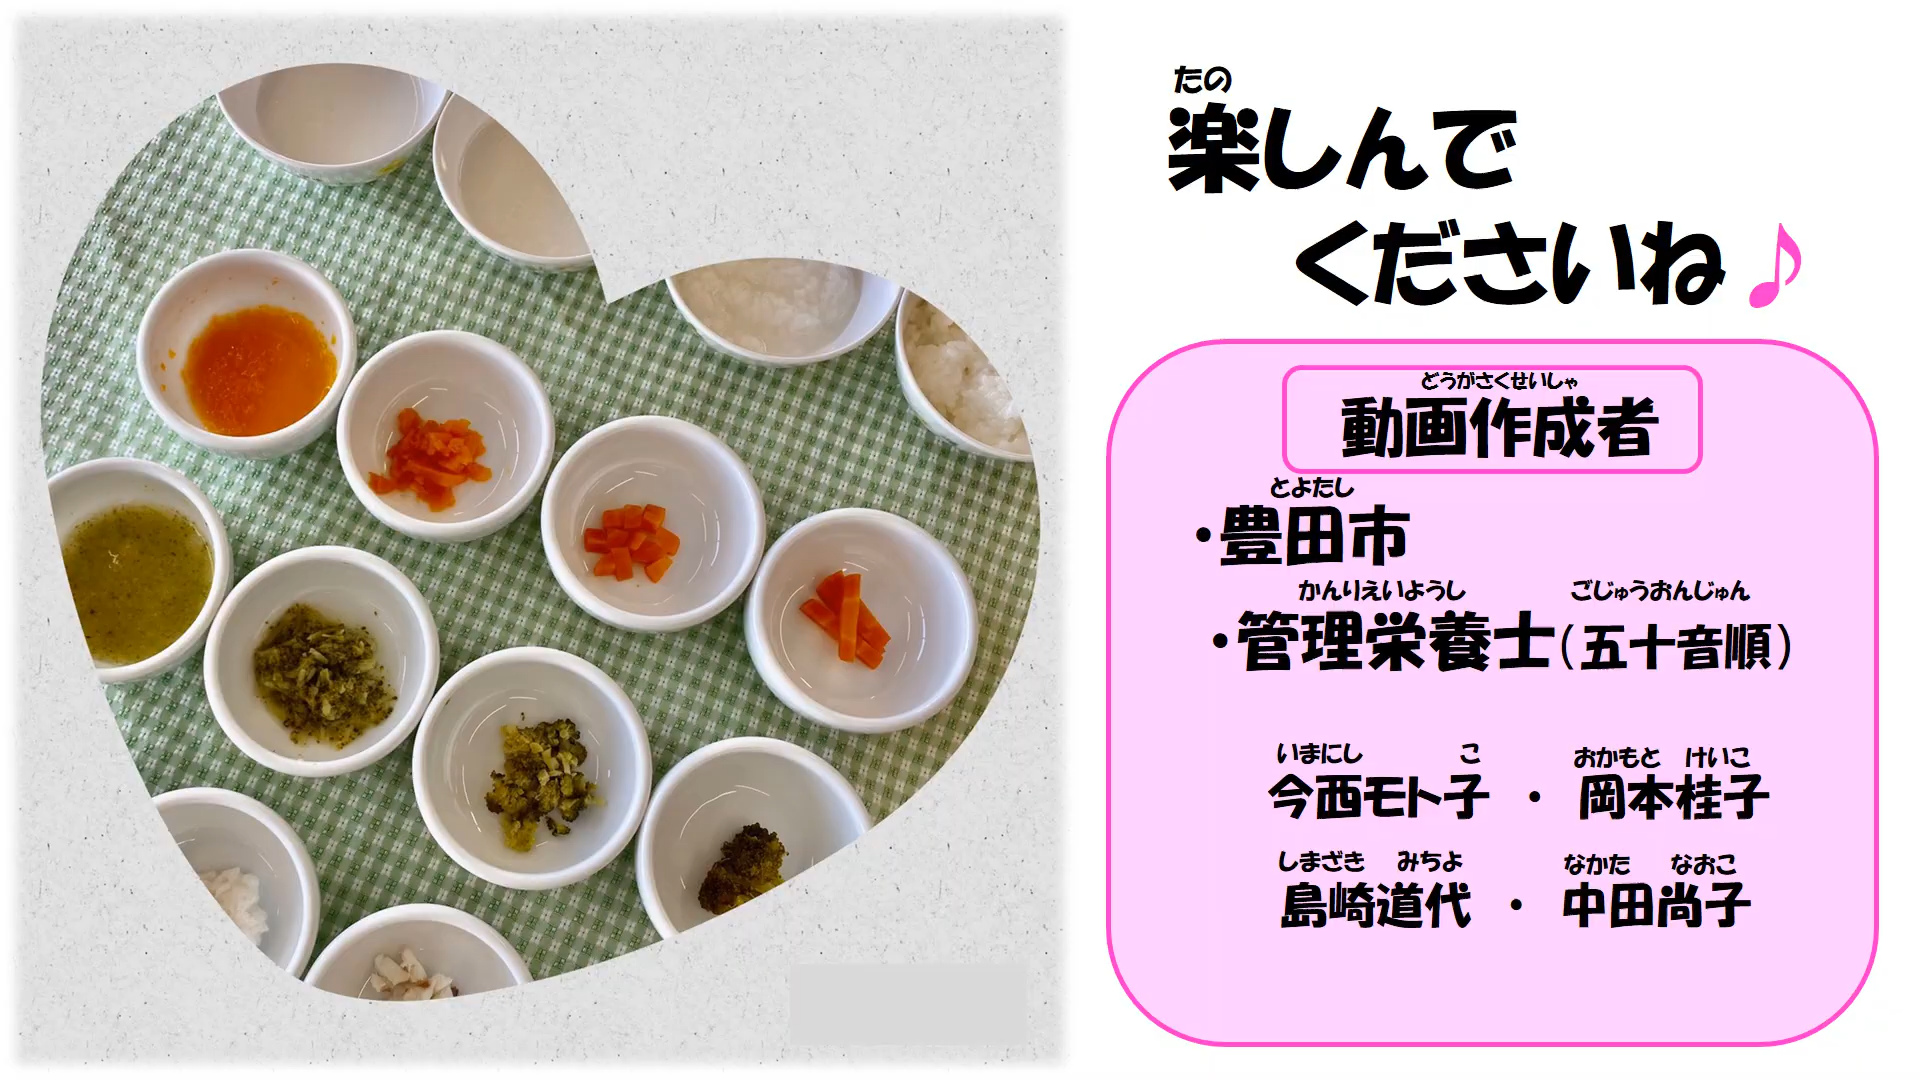 たの
楽しんで
くださいね♪
どうがさくせいしゃ
動画作成者
とよたし
・豊田市
かんりえいようし ごじゅうおんじゅん
・管理栄養士(五十音順)
いまにし こ おかもと けいこ
今西モト子 ・ 岡本桂子
しまざき みちよ なかた なおこ
島崎道代 ・ 中田尚子